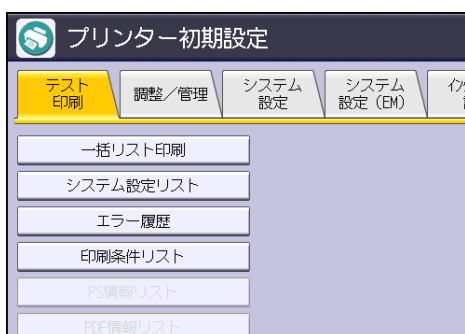 プリンター初期設定
テスト
印刷
調整／管理
システム
設定
システム
設定（EM）
一括リスト印刷
システム設定リスト
エラー履歴
印刷条件リスト
PS情報リスト
PDF情報リスト